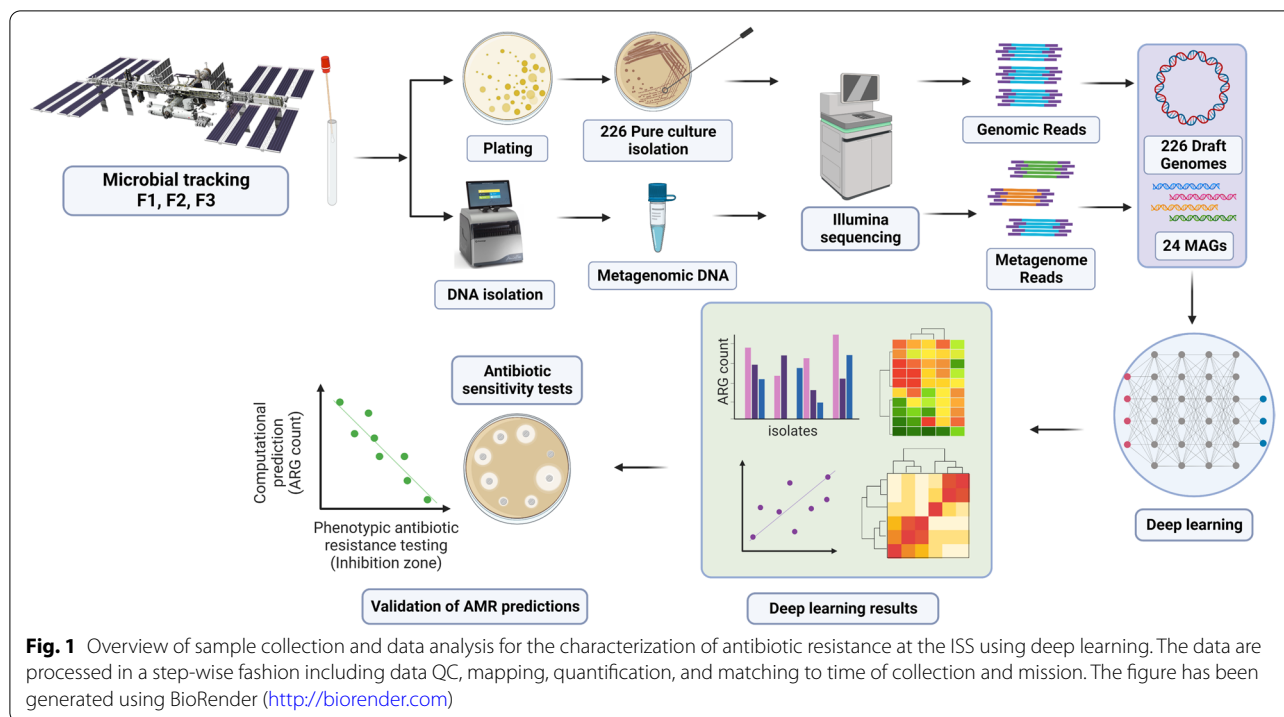 Microbial tracking
F1, F2, F3
Plating
226 Pure culture
isolation
DNA isolation
Metagenomic DNA
Illumina
sequencing
Genomic Reads
Metagenome
Reads
226 Draft
Genomes
24 MAGs
Deep learning
ARG count
isolates
Deep learning results
Antibiotic
sensitivity tests
Computational
prediction
(ARG count)
Phenotypic antibiotic
resistance testing
(Inhibition zone)
Validation of AMR predictions
Fig. 1 Overview of sample collection and data analysis for the characterization of antibiotic resistance at the ISS using deep learning. The data are
processed in a step-wise fashion including data QC, mapping, quantification, and matching to time of collection and mission. The figure has been
generated using BioRender (http://biorender.com)